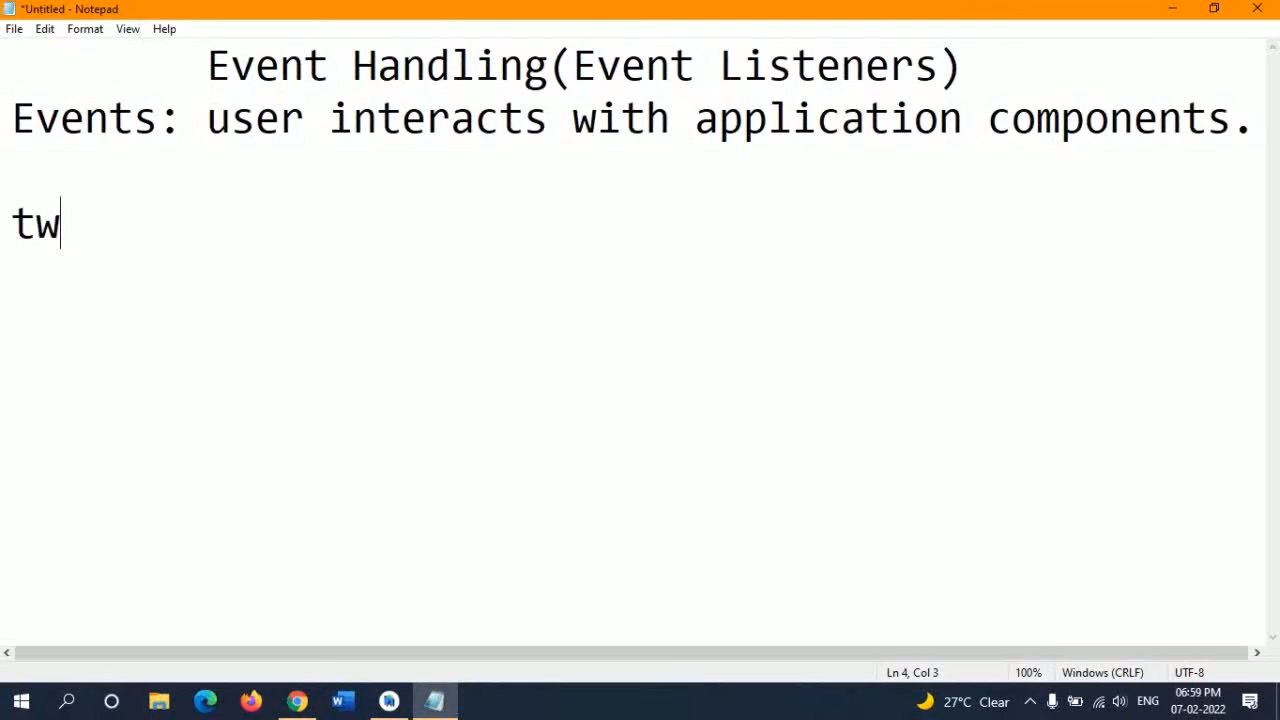 *Untitled - Notepad
File Edit Format View Help
Event Handling(Event Listeners)
Events: user interacts with application components.
tw
Ln 4, Col 3 100% Windows (CRLF) UTF-8
27°C Clear ENG 06:59 PM
07-02-2022